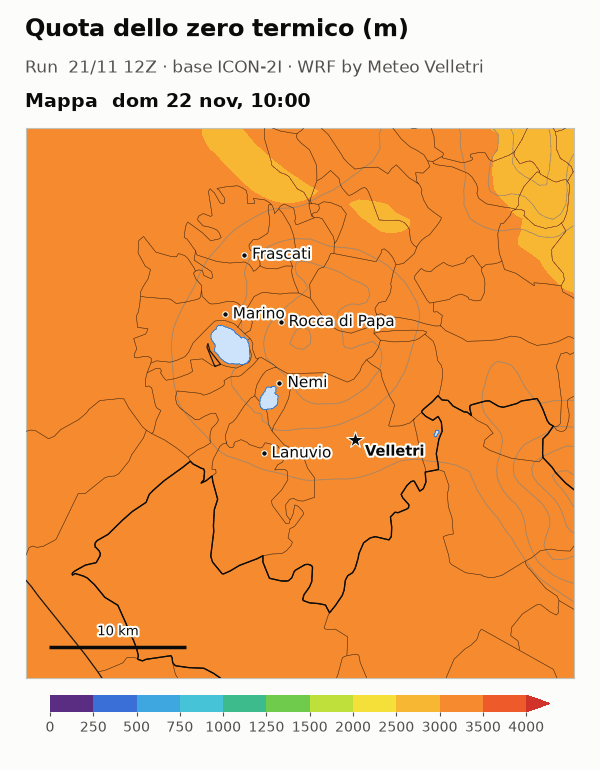 Quota dello zero termico (m)
Run  21/11 12Z · base ICON-2I · WRF by Meteo Velletri
Mappa  dom 22 nov, 10:00
Frascati
Marino
Rocca di Papa
Nemi
Velletri
Lanuvio
10 km
0 250 500 750 1000 1250 1500 2000 2500 3000 3500 4000